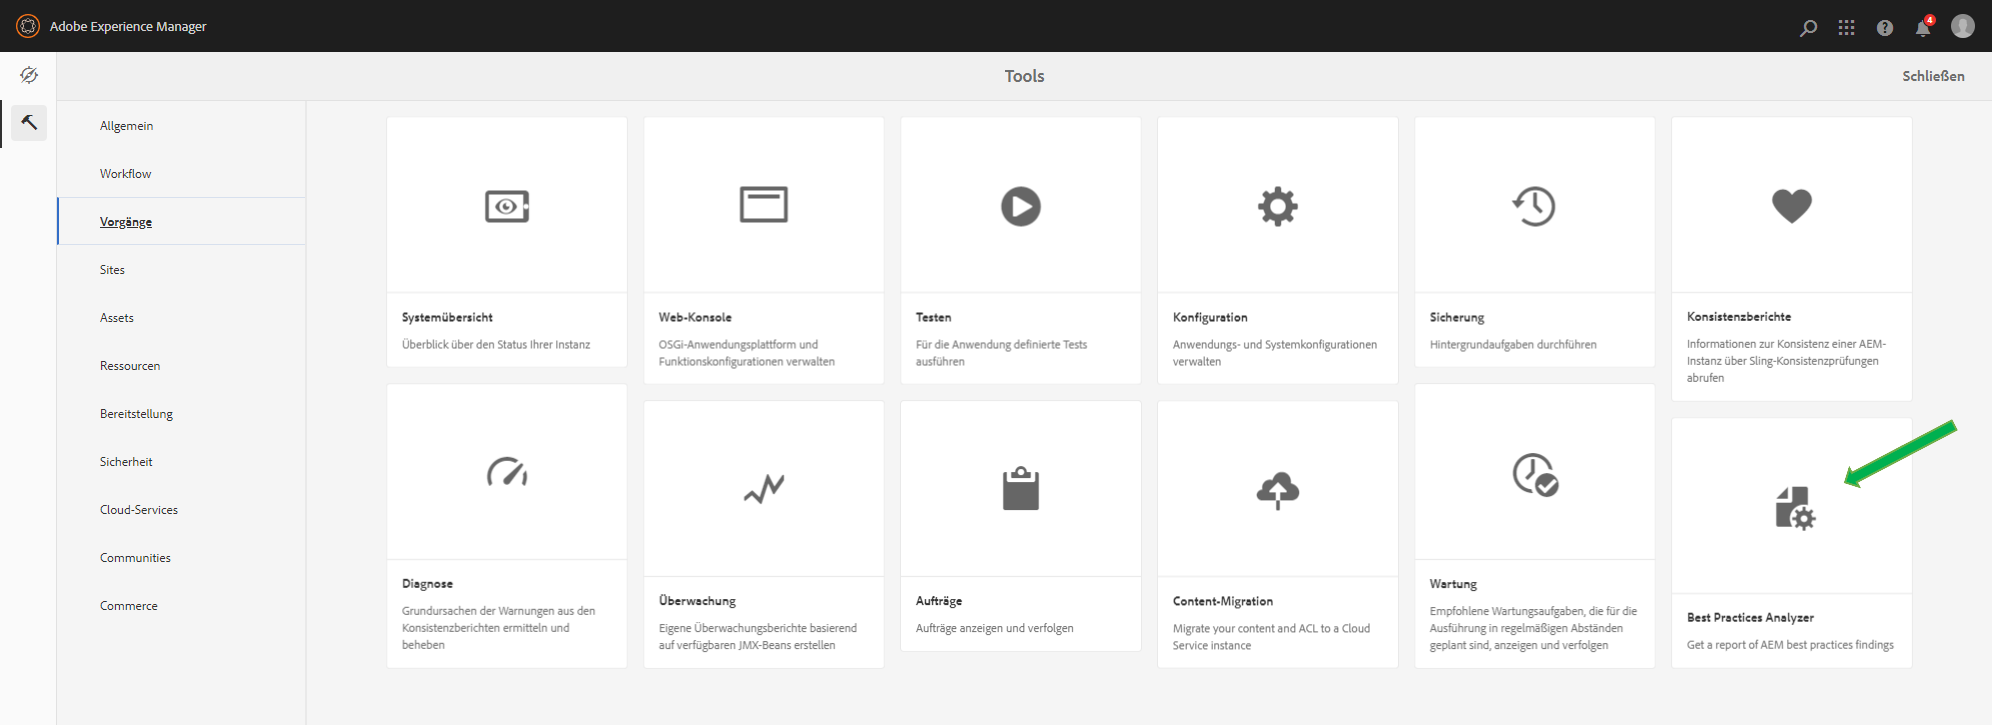 Adobe Experience Manager
4
Tools
Schließen
Allgemein
Workflow
Vorgänge
Sites
Assets
Ressourcen
Bereitstellung
Sicherheit
Cloud-Services
Communities
Commerce
Systemübersicht
Überblick über den Status Ihrer Instanz
Web-Konsole
OSGi-Anwendungsplattform und
Funktionskonfigurationen verwalten
Testen
Für die Anwendung definierte Tests
ausführen
Konfiguration
Anwendungs- und Systemkonfigurationen
verwalten
Sicherung
Hintergrundaufgaben durchführen
Konsistenzberichte
Informationen zur Konsistenz einer AEM-
Instanz über Sling-Konsistenzprüfungen
abrufen
Diagnose
Grundursachen der Warnungen aus den
Konsistenzberichten ermitteln und
beheben
Überwachung
Eigene Überwachungsberichte basierend
auf verfügbaren JMX-Beans erstellen
Aufträge
Aufträge anzeigen und verfolgen
Content-Migration
Migrate your content and ACL to a Cloud
Service instance
Wartung
Empfohlene Wartungsaufgaben, die für die
Ausführung in regelmäßigen Abständen
geplant sind, anzeigen und verfolgen
Best Practices Analyzer
Get a report of AEM best practices findings